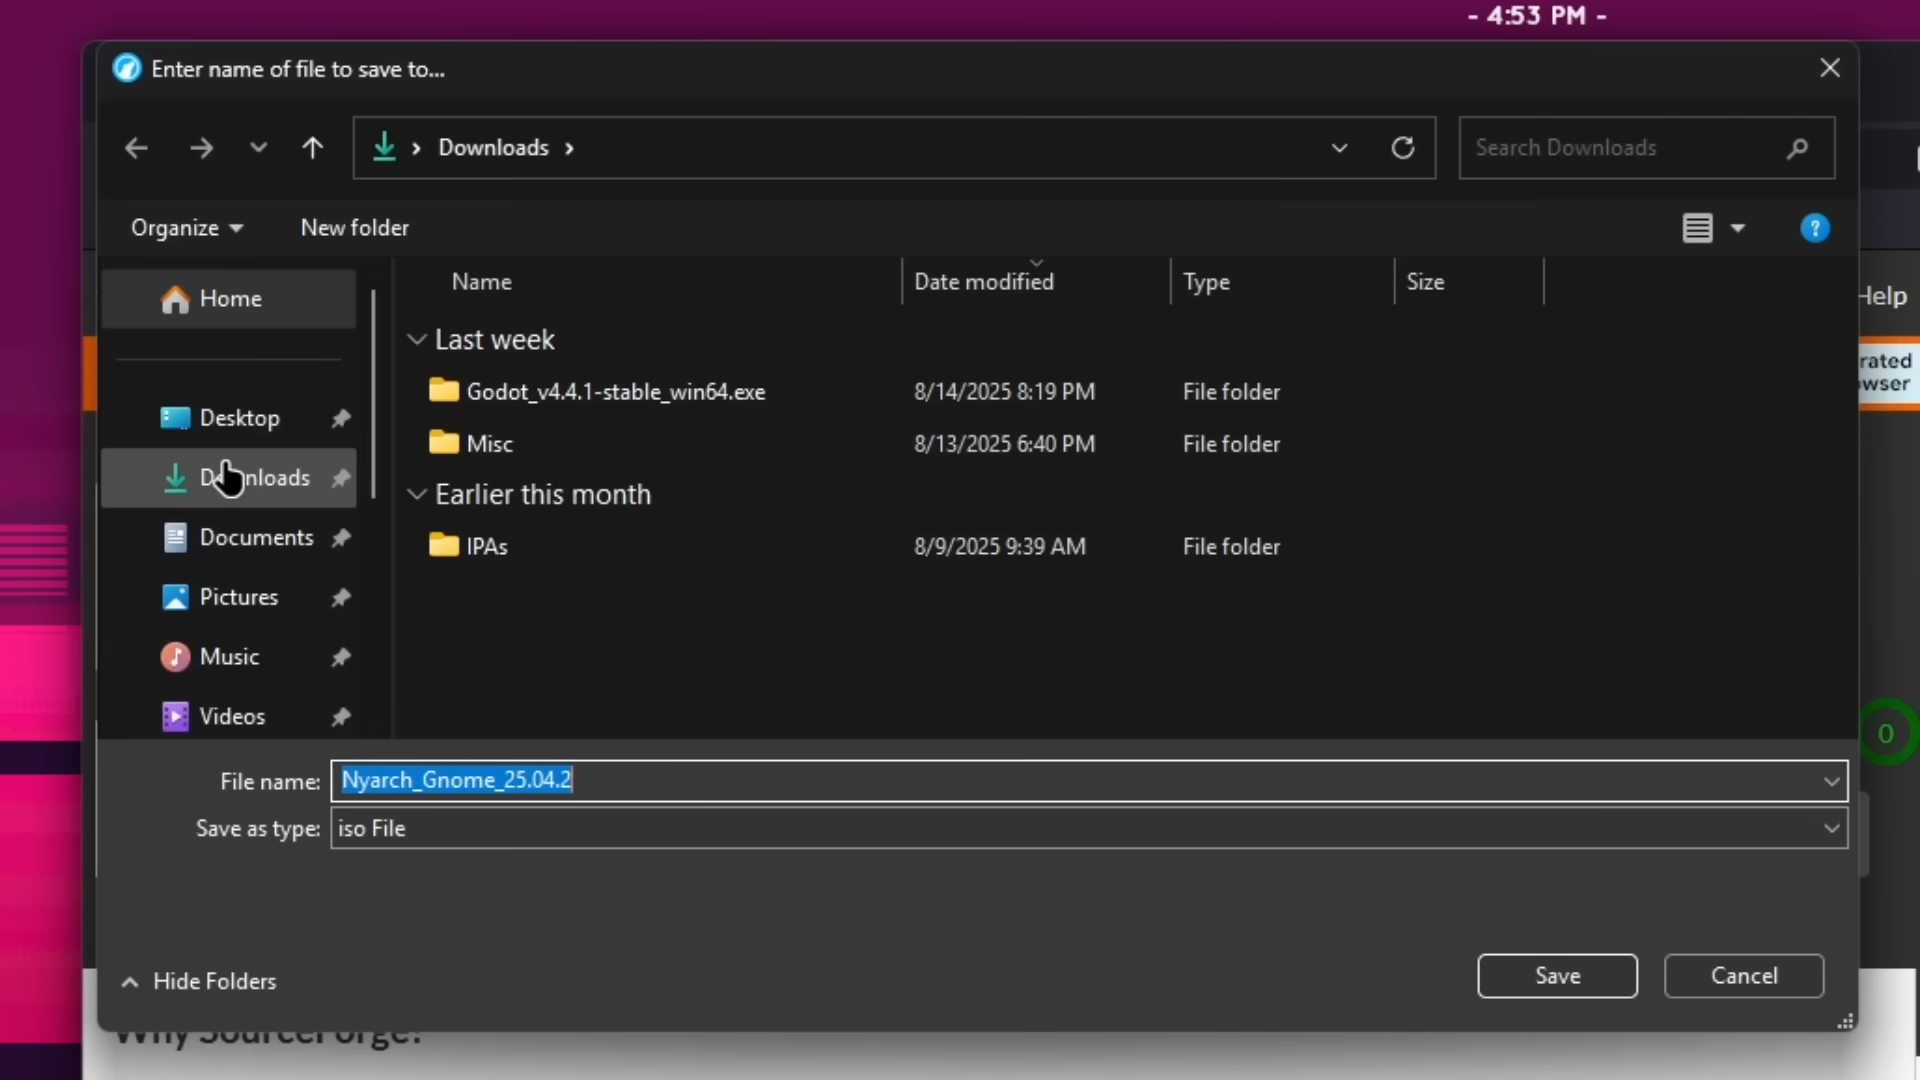 - 4:53 PM -
Enter name of file to save to...
Downloads
Search Downloads
Organize
New folder
Home
Desktop
Downloads
Documents
Pictures
Music
Videos
Name
Date modified
Type
Size
Last week
Godot_v4.4.1-stable_win64.exe
8/14/2025 8:19 PM
File folder
Misc
8/13/2025 6:40 PM
File folder
Earlier this month
IPAs
8/9/2025 9:39 AM
File folder
Help
rated
wser
0
File name:
Nyarch_Gnome_25.04.2
Save as type:
iso File
Hide Folders
Save
Cancel
Why SourceForge?